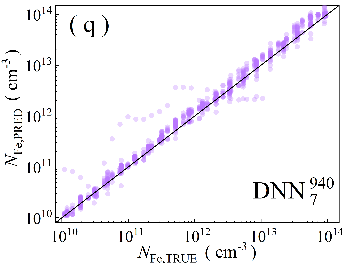 (q)
10^14
10^13
10^12
10^11
10^10
N_Fe,PRED ( cm^-3 )
DNN_7^940
10^10 10^11 10^12 10^13 10^14
N_Fe,TRUE ( cm^-3 )